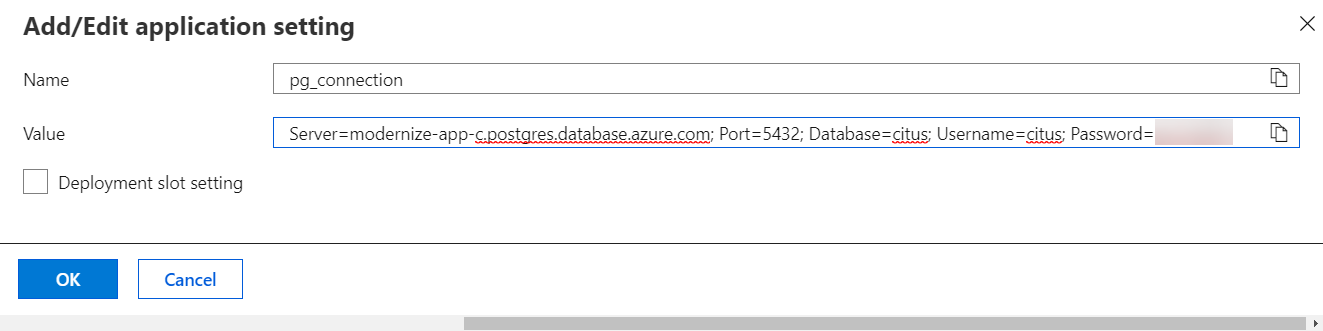 Add/Edit application setting
Name
pg_connection
Value
Server=modernize-app-c.postgres.database.azure.com; Port=5432; Database=citus; Username=citus; Password=
Deployment slot setting
OK
Cancel